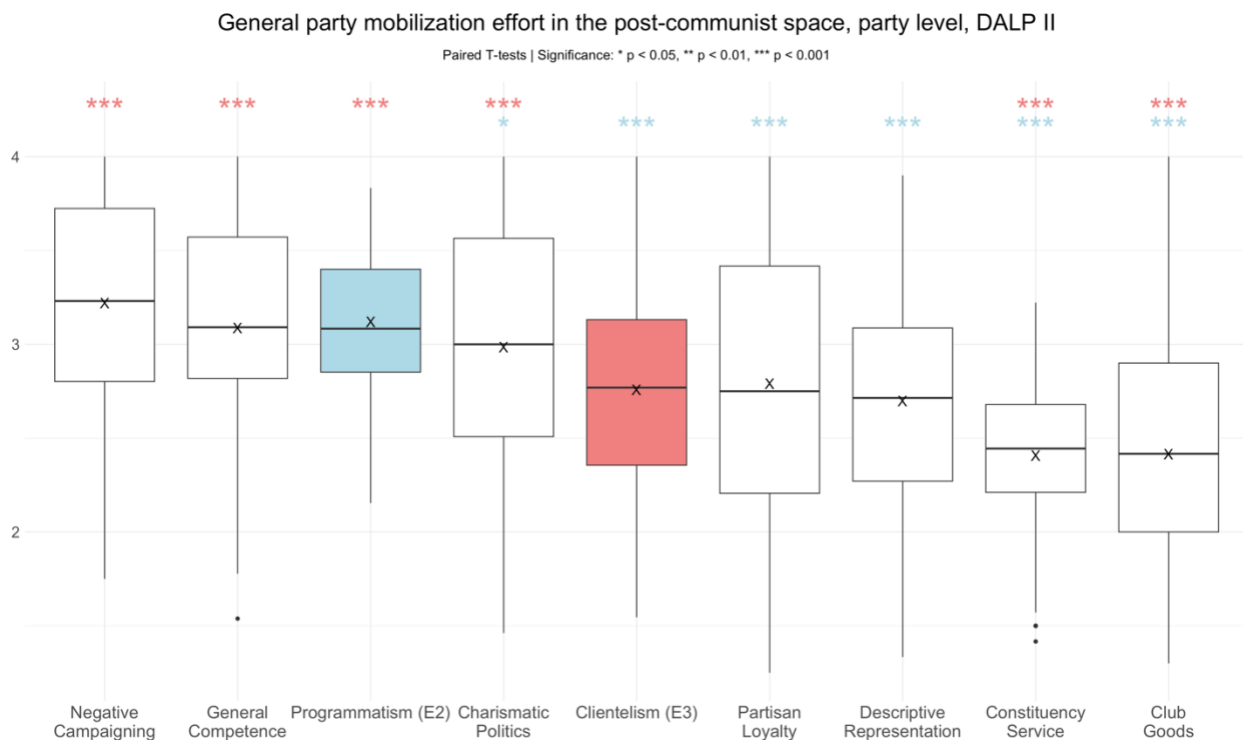 General party mobilization effort in the post-communist space, party level, DALP II
Paired T-tests | Significance: * p < 0.05, ** p < 0.01, *** p < 0.001
*** *** *** *** *** ***
* *** *** *** *** ***
4
3
2
X X X X X X X X X
Negative Campaigning
General Competence
Programmatism (E2)
Charismatic Politics
Clientelism (E3)
Partisan Loyalty
Descriptive Representation
Constituency Service
Club Goods